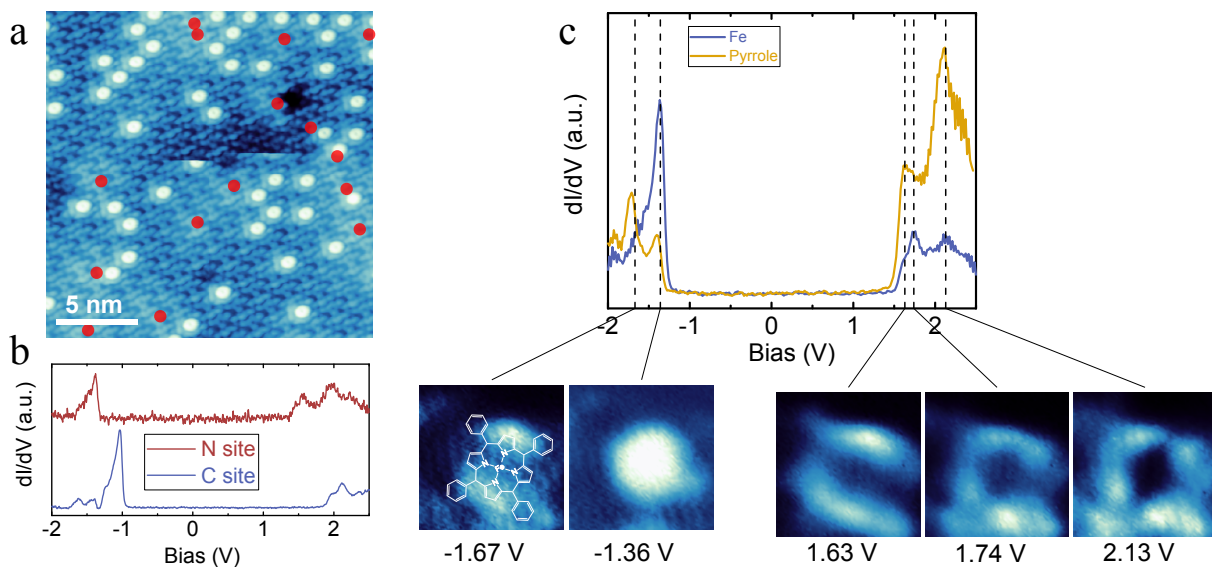 a
5 nm
b
dI/dV (a.u.)
N site
C site
-2
-1
0
1
2
Bias (V)
c
dI/dV (a.u.)
Fe
Pyrrole
-2
-1
0
1
2
Bias (V)
N
N
N
-1.67 V
-1.36 V
1.63 V
1.74 V
2.13 V